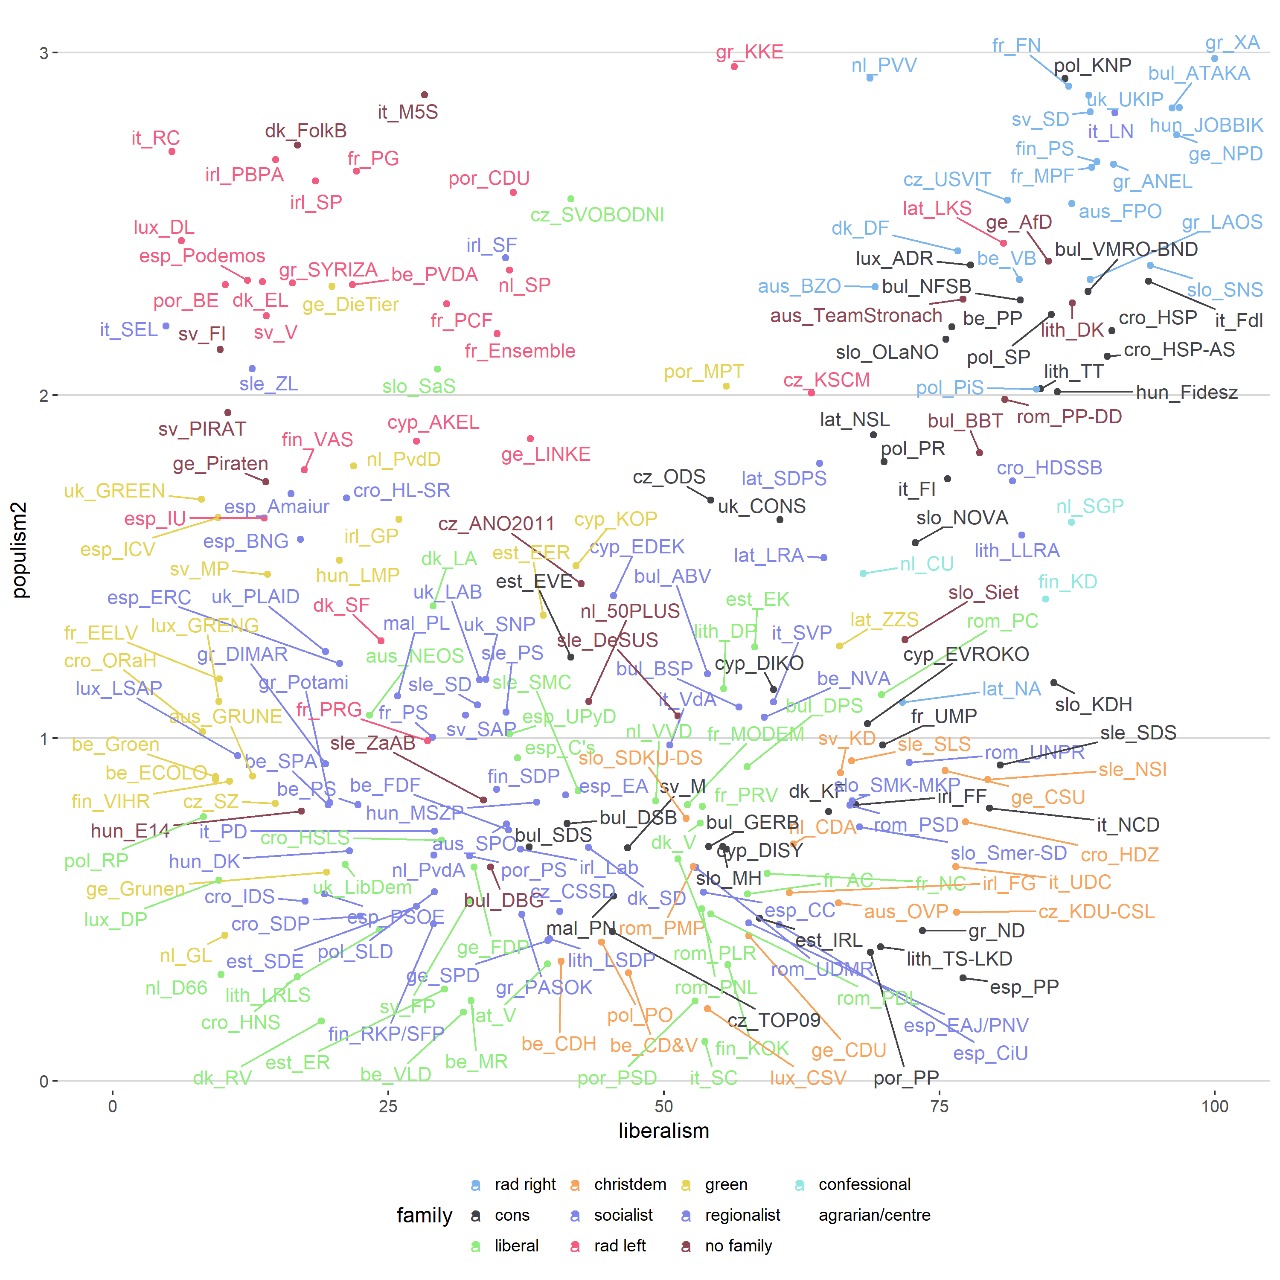 3
gr_KKE
fr_FN
gr_XA
nl_PVV
pol_KNP
bul_ATAKA
it_M5S
uk_UKIP
sv_SD
it_LN
hun_JOBBIK
it_RC
dk_FolkB
ge_NPD
irl_PBPA
fr_PG
fin_PS
fr_MPF
gr_ANEL
irl_SP
por_CDU
cz_USVIT
cz_SVOBODNI
lat_LKS
ge_AfD
aus_FPO
gr_LAOS
lux_DL
irl_SF
dk_DF
bul_VMRO-BND
esp_Podemos
gr_SYRIZA
be_PVDA
nl_SP
lux_ADR
be_VB
por_BE
dk_EL
ge_DieTier
aus_BZO
bul_NFSB
slo_SNS
it_SEL
sv_FI
sv_V
fr_PCF
aus_TeamStronach
be_PP
lith_DK
cro_HSP
it_FdI
fr_Ensemble
slo_OLaNO
pol_SP
cro_HSP-AS
sle_ZL
slo_SaS
por_MPT
cz_KSCM
lith_TT
pol_PiS
hun_Fidesz
2
sv_PIRAT
cyp_AKEL
lat_NSL
bul_BBT
rom_PP-DD
fin_VAS
ge_LINKE
pol_PR
ge_Piraten
nl_PvdD
cz_ODS
lat_SDPS
cro_HDSSB
uk_GREEN
esp_Amaiur
cro_HL-SR
uk_CONS
it_FI
nl_SGP
esp_IU
cz_ANO2011
cyp_KOP
slo_NOVA
esp_ICV
esp_BNG
irl_GP
est_EER
cyp_EDEK
lat_LRA
lith_LLRA
sv_MP
hun_LMP
dk_LA
est_EVE
bul_ABV
nl_CU
fin_KD
esp_ERC
uk_PLAID
dk_SF
uk_LAB
nl_50PLUS
est_EK
slo_Siet
fr_EELV
lux_GRENG
mal_PL
uk_SNP
sle_DeSUS
lith_DP
it_SVP
lat_ZZS
rom_PC
cro_ORaH
gr_DIMAR
aus_NEOS
sle_PS
bul_BSP
cyp_DIKO
cyp_EVROKO
lux_LSAP
gr_Potami
sle_SD
sle_SMC
it_VdA
be_NVA
lat_NA
slo_KDH
aus_GRUNE
fr_PRG
fr_PS
sv_SAP
esp_UPyD
nl_VVD
bul_DPS
fr_UMP
fr_MODEM
sle_SDS
1
be_Groen
sle_ZaAB
esp_C's
slo_SDKU-DS
sv_KD
sle_SLS
rom_UNPR
be_ECOLO
be_SPA
fin_SDP
sle_NSI
fin_VIHR
cz_SZ
be_PS
be_FDF
esp_EA
sv_M
fr_PRV
dk_KF
slo_SMK-MKP
irl_FF
ge_CSU
hun_E14
it_PD
hun_MSZP
bul_DSB
bul_GERB
nl_CDA
rom_PSD
it_NCD
cro_HSLS
aus_SPO
bul_SDS
dk_V
cyp_DISY
slo_Smer-SD
cro_HDZ
pol_RP
hun_DK
nl_PvdA
por_PS
irl_Lab
slo_MH
fr_AC
fr_NC
irl_FG
it_UDC
ge_Grunen
uk_LibDem
cz_CSSD
dk_SD
cro_IDS
bul_DBG
esp_CC
aus_OVP
cz_KDU-CSL
lux_DP
cro_SDP
esp_PSOE
mal_PN
rom_PMP
gr_ND
est_IRL
nl_GL
est_SDE
pol_SLD
ge_FDP
lith_LSDP
rom_PLR
lith_TS-LKD
rom_UDMR
nl_D66
lith_LRLS
ge_SPD
gr_PASOK
rom_PNL
esp_PP
cro_HNS
sv_FP
lat_V
pol_PO
cz_TOP09
rom_PDL
fin_RKP/SFP
esp_EAJ/PNV
be_CDH
be_CD&V
fin_KOK
ge_CDU
esp_CiU
est_ER
be_MR
dk_RV
be_VLD
por_PSD
it_SC
lux_CSV
por_PP
0
populism2
0 25 50 75 100
liberalism
family
a rad right
a christdem
a green
a confessional
a cons
a socialist
a regionalist
agrarian/centre
a liberal
a rad left
a no family